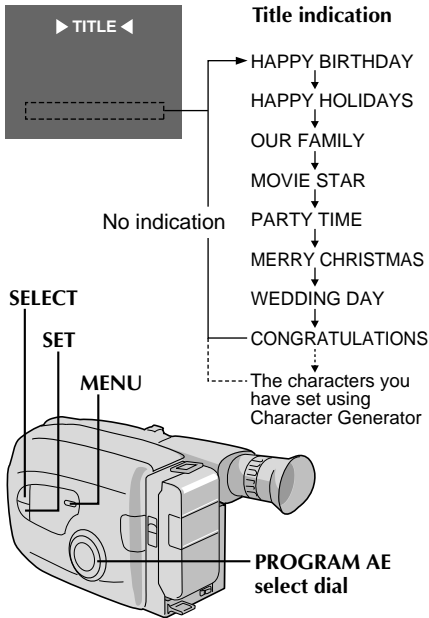 ▶ TITLE ◀
Title indication
HAPPY BIRTHDAY
HAPPY HOLIDAYS
OUR FAMILY
MOVIE STAR
PARTY TIME
MERRY CHRISTMAS
WEDDING DAY
CONGRATULATIONS
The characters you
have set using
Character Generator
No indication
SELECT
SET
MENU
PROGRAM AE
select dial